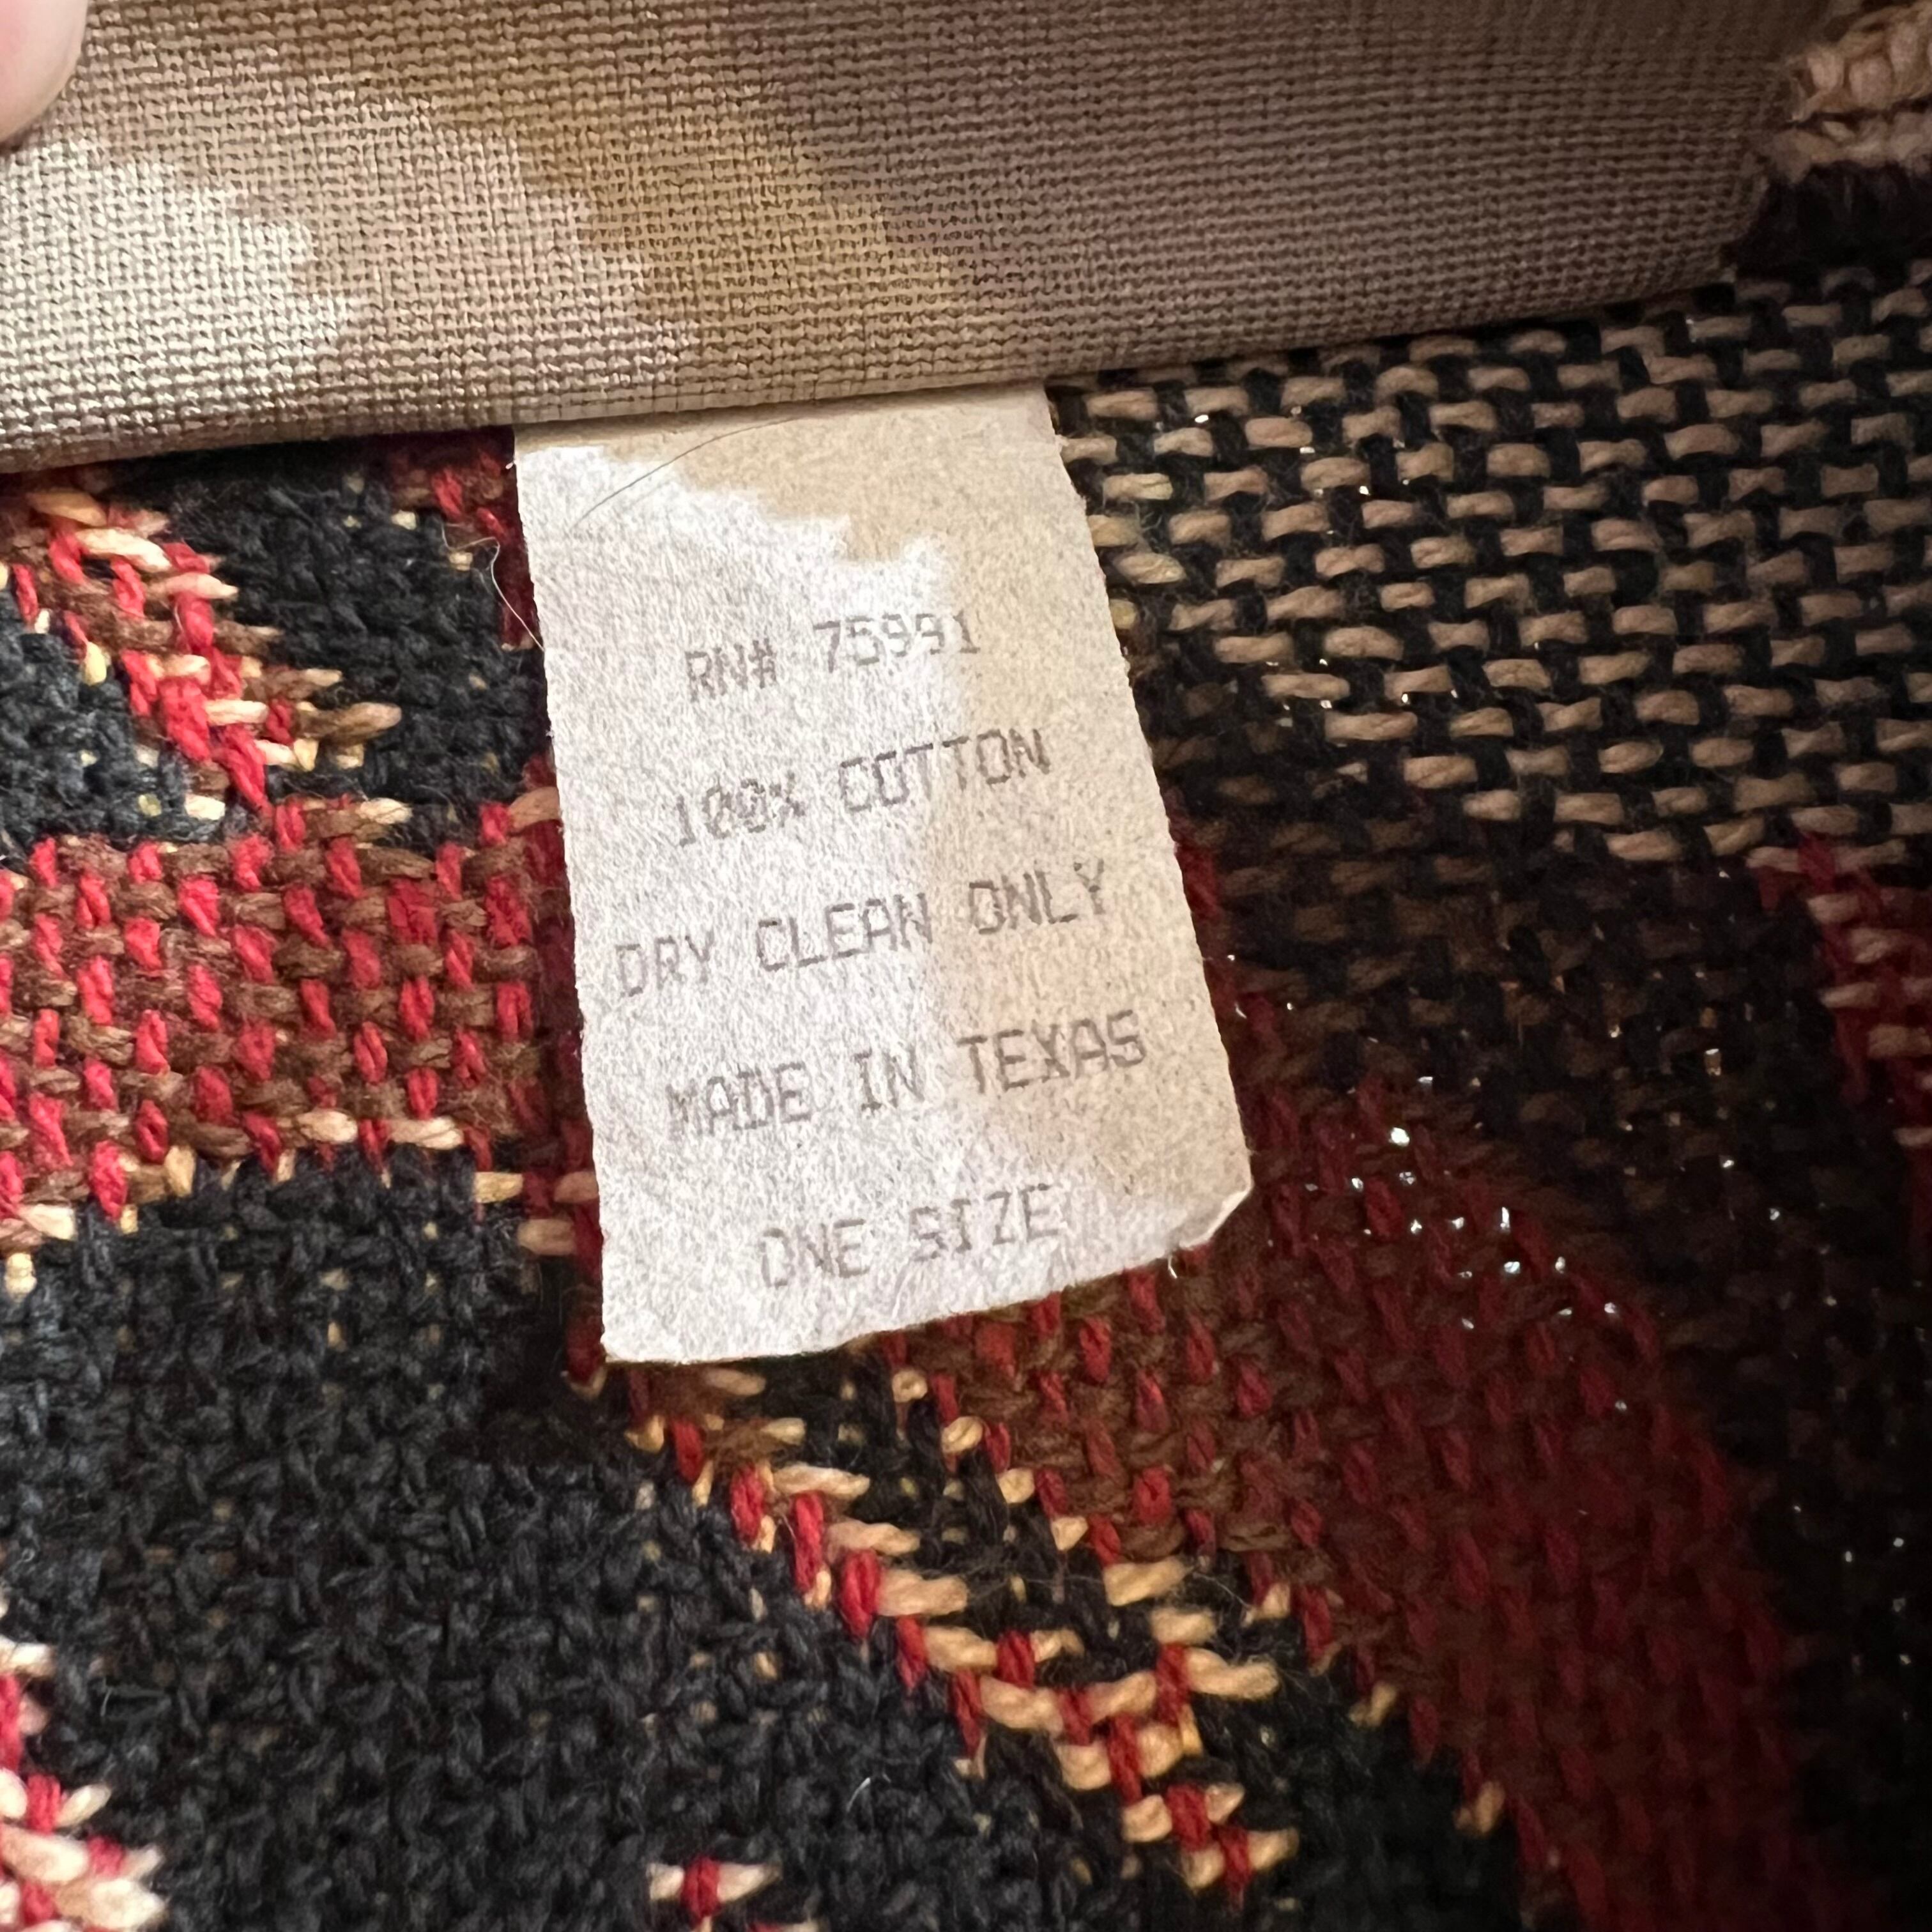 RN# 75991
100% COTTON
DRY CLEAN ONLY
MADE IN TEXAS
ONE SIZE